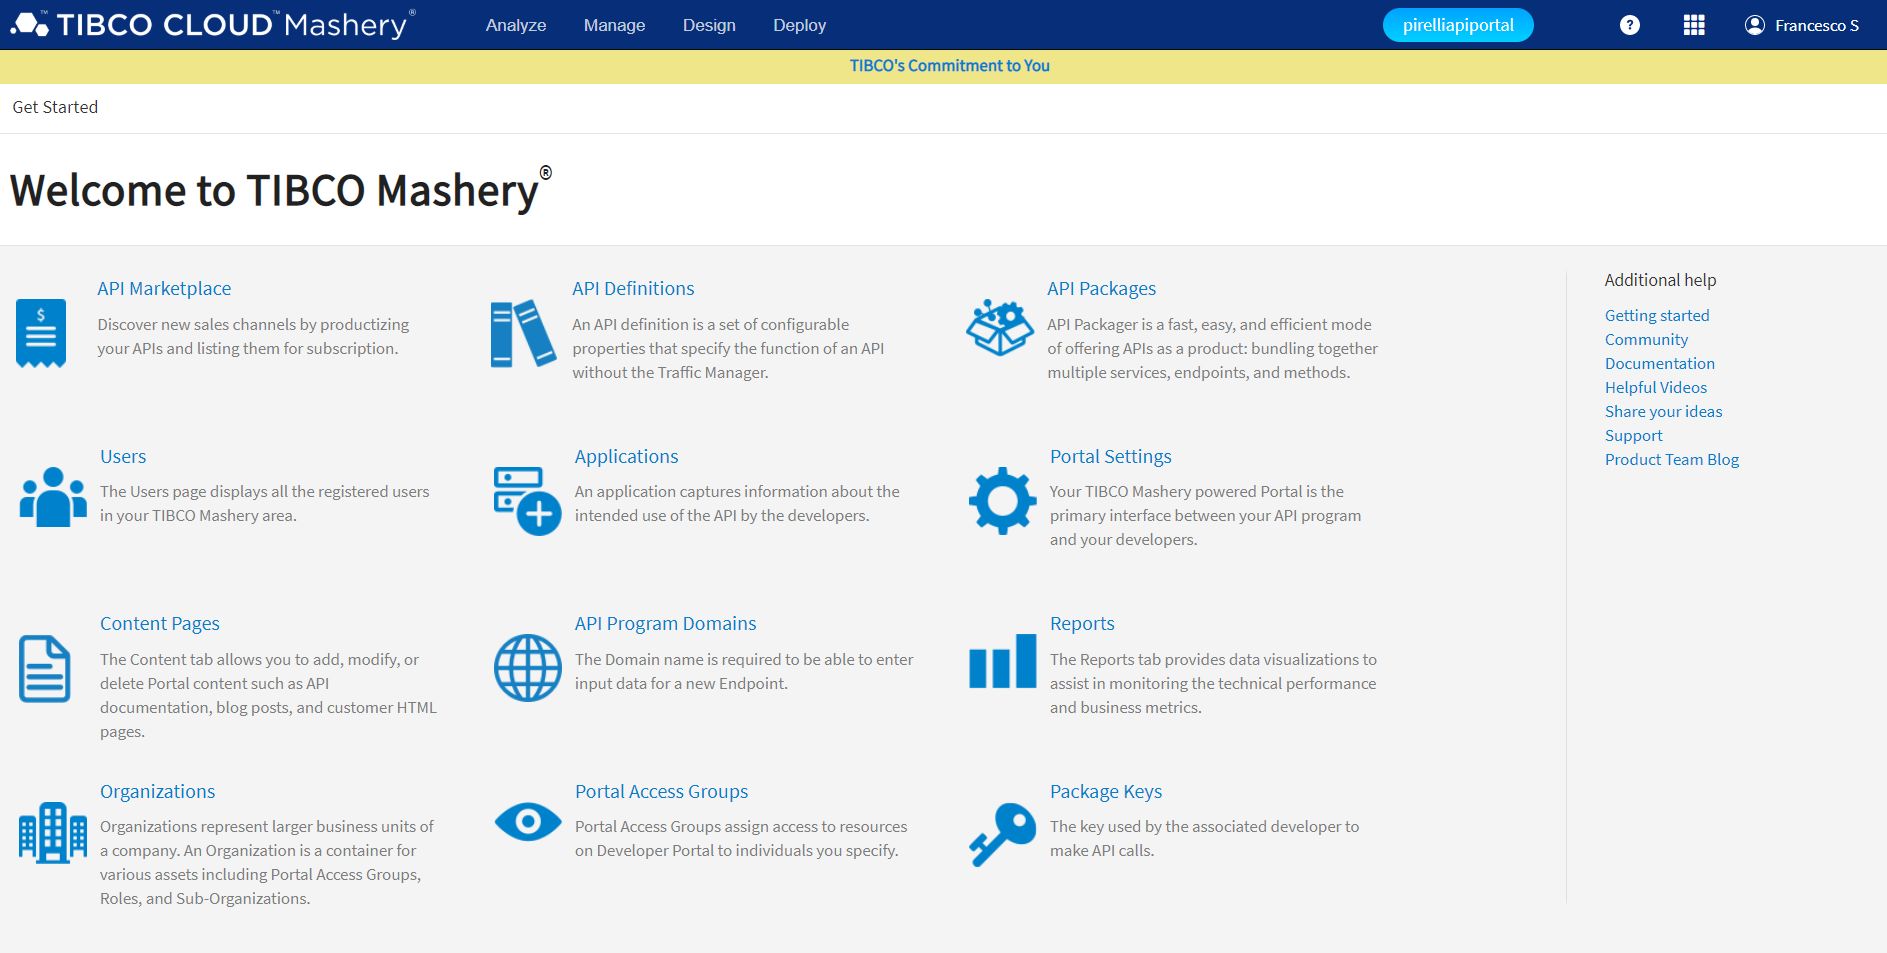 TIBCO CLOUD™ Mashery®
Analyze
Manage
Design
Deploy
pirelliapiportal
?
Francesco S
TIBCO's Commitment to You
Get Started
Welcome to TIBCO Mashery®
API Marketplace
Discover new sales channels by productizing
your APIs and listing them for subscription.
API Definitions
An API definition is a set of configurable
properties that specify the function of an API
without the Traffic Manager.
API Packages
API Packager is a fast, easy, and efficient mode
of offering APIs as a product: bundling together
multiple services, endpoints, and methods.
Users
The Users page displays all the registered users
in your TIBCO Mashery area.
Applications
An application captures information about the
intended use of the API by the developers.
Portal Settings
Your TIBCO Mashery powered Portal is the
primary interface between your API program
and your developers.
Content Pages
The Content tab allows you to add, modify, or
delete Portal content such as API
documentation, blog posts, and customer HTML
pages.
API Program Domains
The Domain name is required to be able to enter
input data for a new Endpoint.
Reports
The Reports tab provides data visualizations to
assist in monitoring the technical performance
and business metrics.
Organizations
Organizations represent larger business units of
a company. An Organization is a container for
various assets including Portal Access Groups,
Roles, and Sub-Organizations.
Portal Access Groups
Portal Access Groups assign access to resources
on Developer Portal to individuals you specify.
Package Keys
The key used by the associated developer to
make API calls.
Additional help
Getting started
Community
Documentation
Helpful Videos
Share your ideas
Support
Product Team Blog